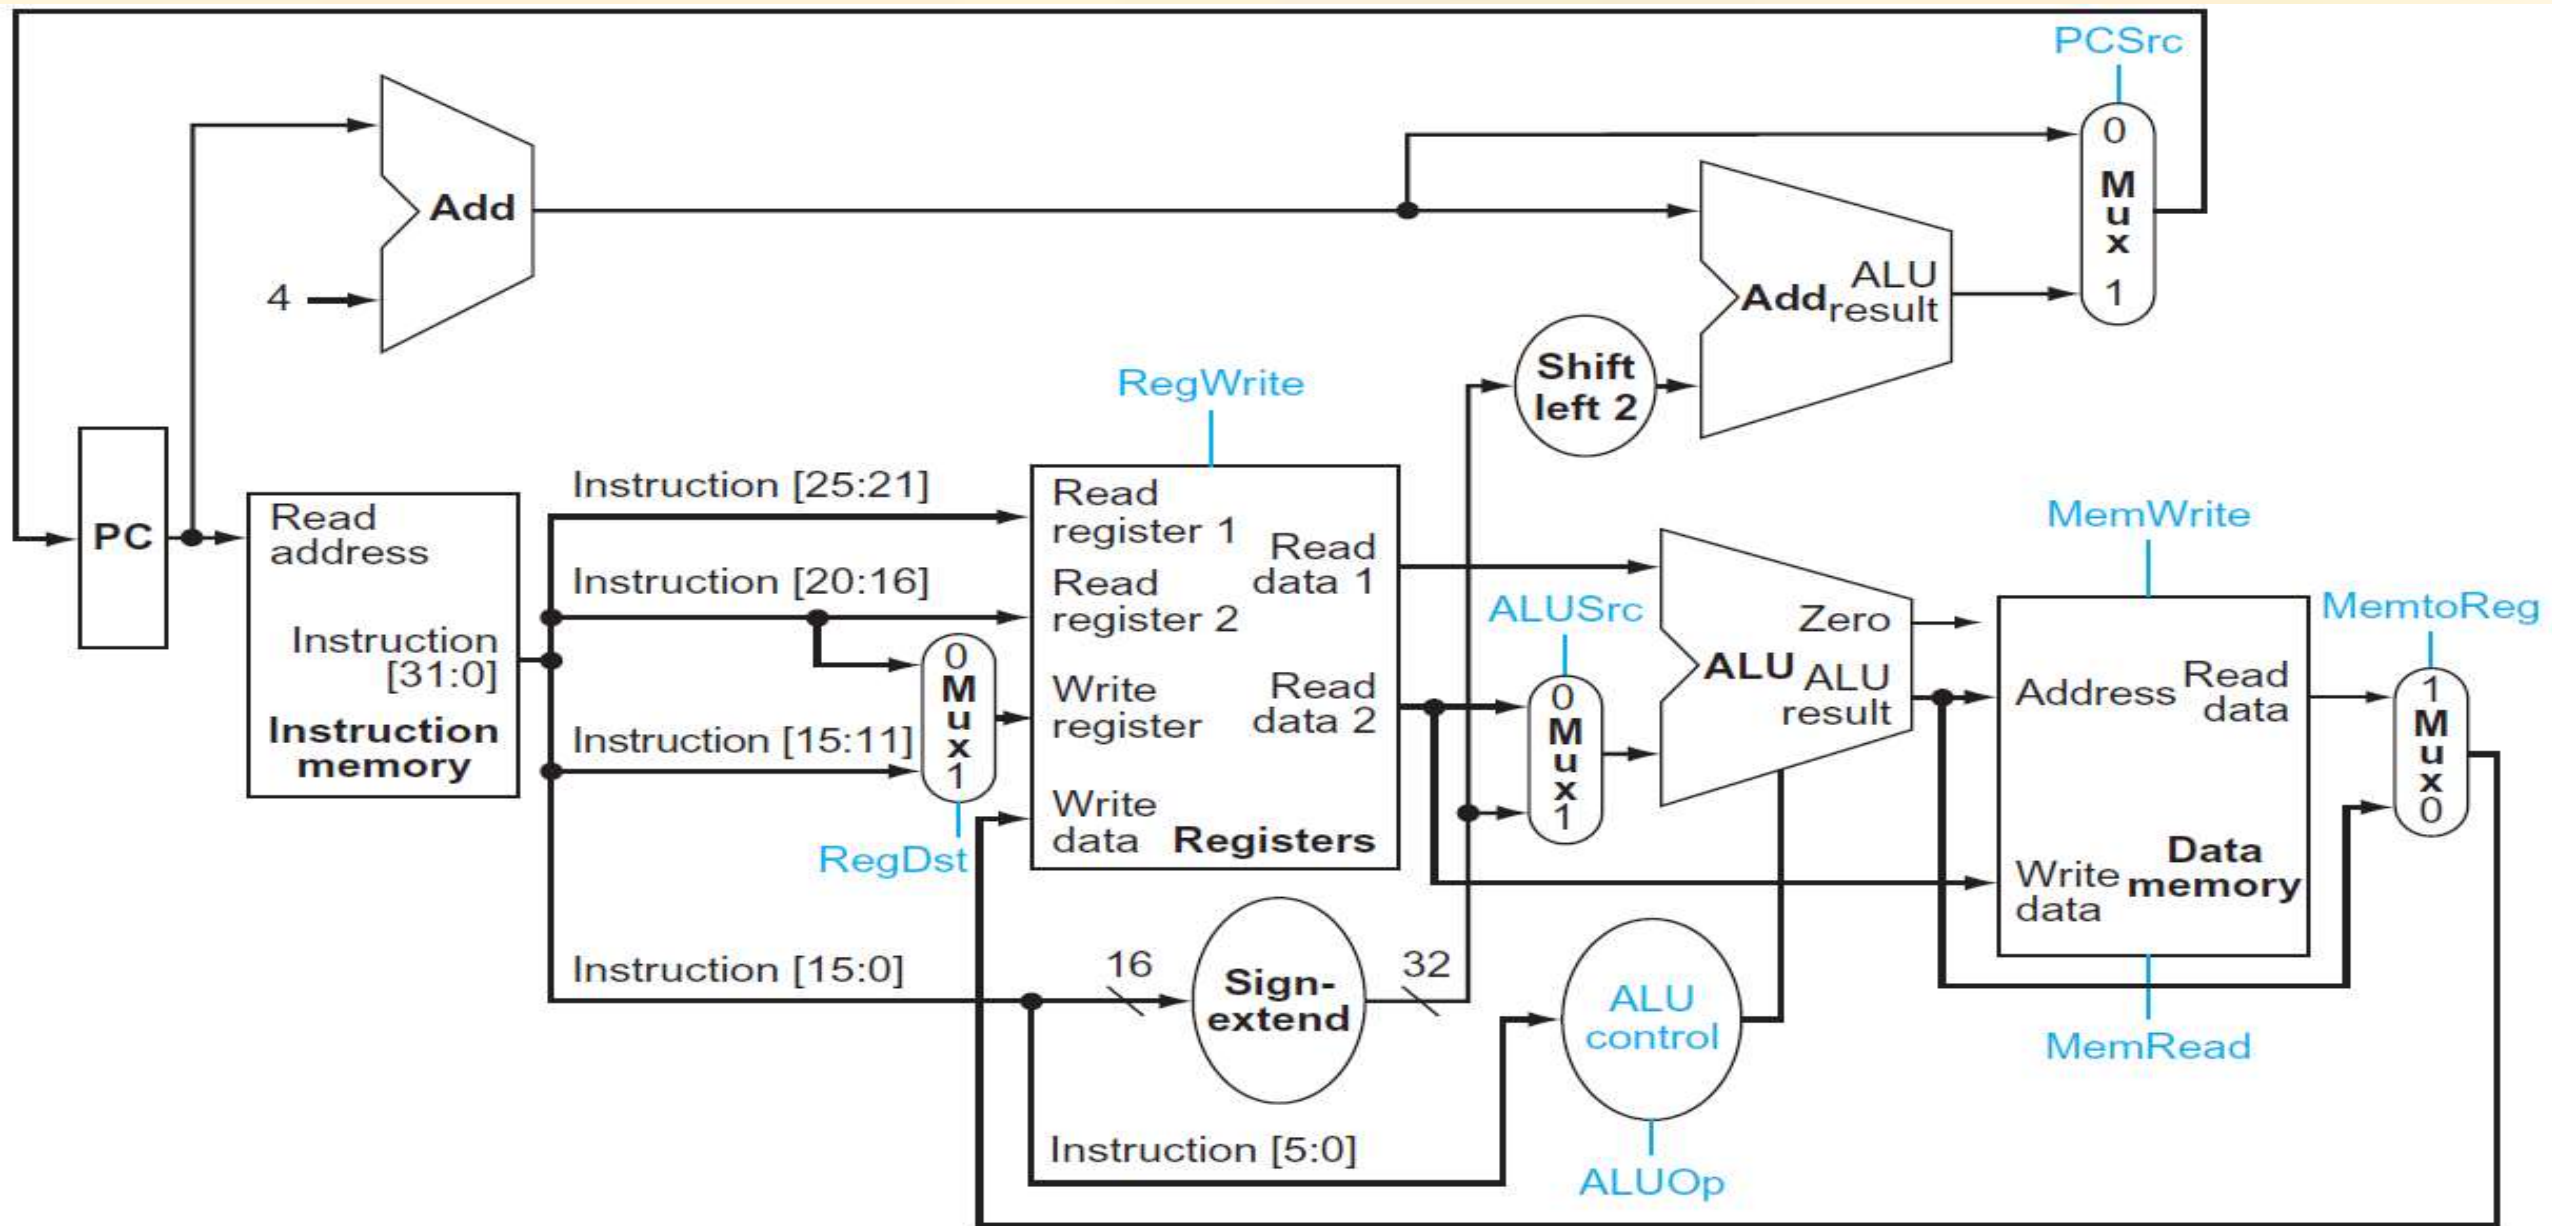 PCSrc
0
M
u
x
1
Add
4
Add
ALU
result
Shift
left 2
RegWrite
PC
Read
address
Instruction
[31:0]
Instruction
memory
Instruction [25:21]
Instruction [20:16]
Instruction [15:11]
Instruction [15:0]
Instruction [5:0]
0
M
u
x
1
RegDst
Read
register 1
Read
register 2
Write
register
Write
data
Read
data 1
Read
data 2
Registers
16
Sign-
extend
32
ALUSrc
0
M
u
x
1
Zero
ALU
ALU
result
ALU
control
ALUOp
MemWrite
Address
Read
data
Write
data
Data
memory
MemRead
MemtoReg
1
M
u
x
0